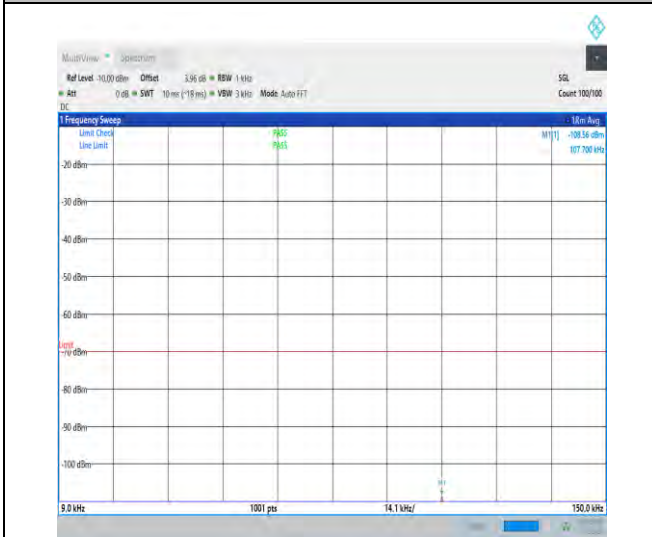 MultiView Spectrum
Ref Level -10.00 dBm Offset 3.96 dB RBW 1 kHz SGL
Att 0 dB SWT 10 ms (~18 ms) VBW 3 kHz Mode Auto FFT Count 100/100
DC
1 Frequency Sweep 1Rm Avg
Limit Check PASS M1[1] -108.56 dBm
Line Limit PASS 107.700 kHz
-20 dBm
-30 dBm
-40 dBm
-50 dBm
-60 dBm
Limit
-70 dBm
-80 dBm
-90 dBm
-100 dBm
M1
9.0 kHz 1001 pts 14.1 kHz/ 150.0 kHz